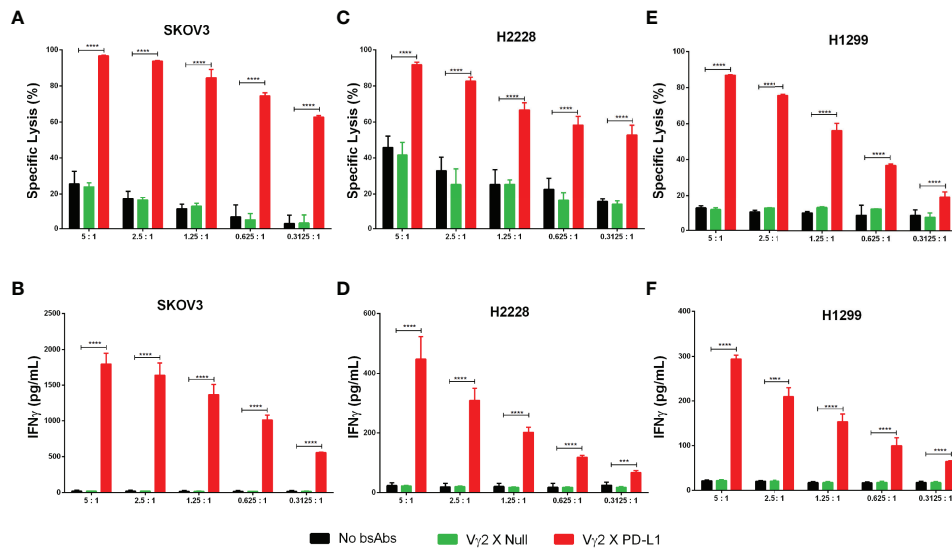 A
SKOV3
Specific Lysis (%)
100
80
60
40
20
0
****
****
****
****
****
5 : 1
2.5 : 1
1.25 : 1
0.625 : 1
0.3125 : 1
C
H2228
Specific Lysis (%)
100
80
60
40
20
0
****
****
****
****
****
5 : 1
2.5 : 1
1.25 : 1
0.625 : 1
0.3125 : 1
E
H1299
Specific Lysis (%)
100
80
60
40
20
0
****
****
****
****
****
5 : 1
2.5 : 1
1.25 : 1
0.625 : 1
0.3125 : 1
B
SKOV3
IFNγ (pg/mL)
2500
2000
1500
1000
500
0
****
****
****
****
****
5 : 1
2.5 : 1
1.25 : 1
0.625 : 1
0.3125 : 1
D
H2228
IFNγ (pg/mL)
600
400
200
0
****
****
****
****
***
5 : 1
2.5 : 1
1.25 : 1
0.625 : 1
0.3125 : 1
F
H1299
IFNγ (pg/mL)
400
300
200
100
0
****
****
****
****
****
5 : 1
2.5 : 1
1.25 : 1
0.625 : 1
0.3125 : 1
No bsAbs
Vγ2 X Null
Vγ2 X PD-L1